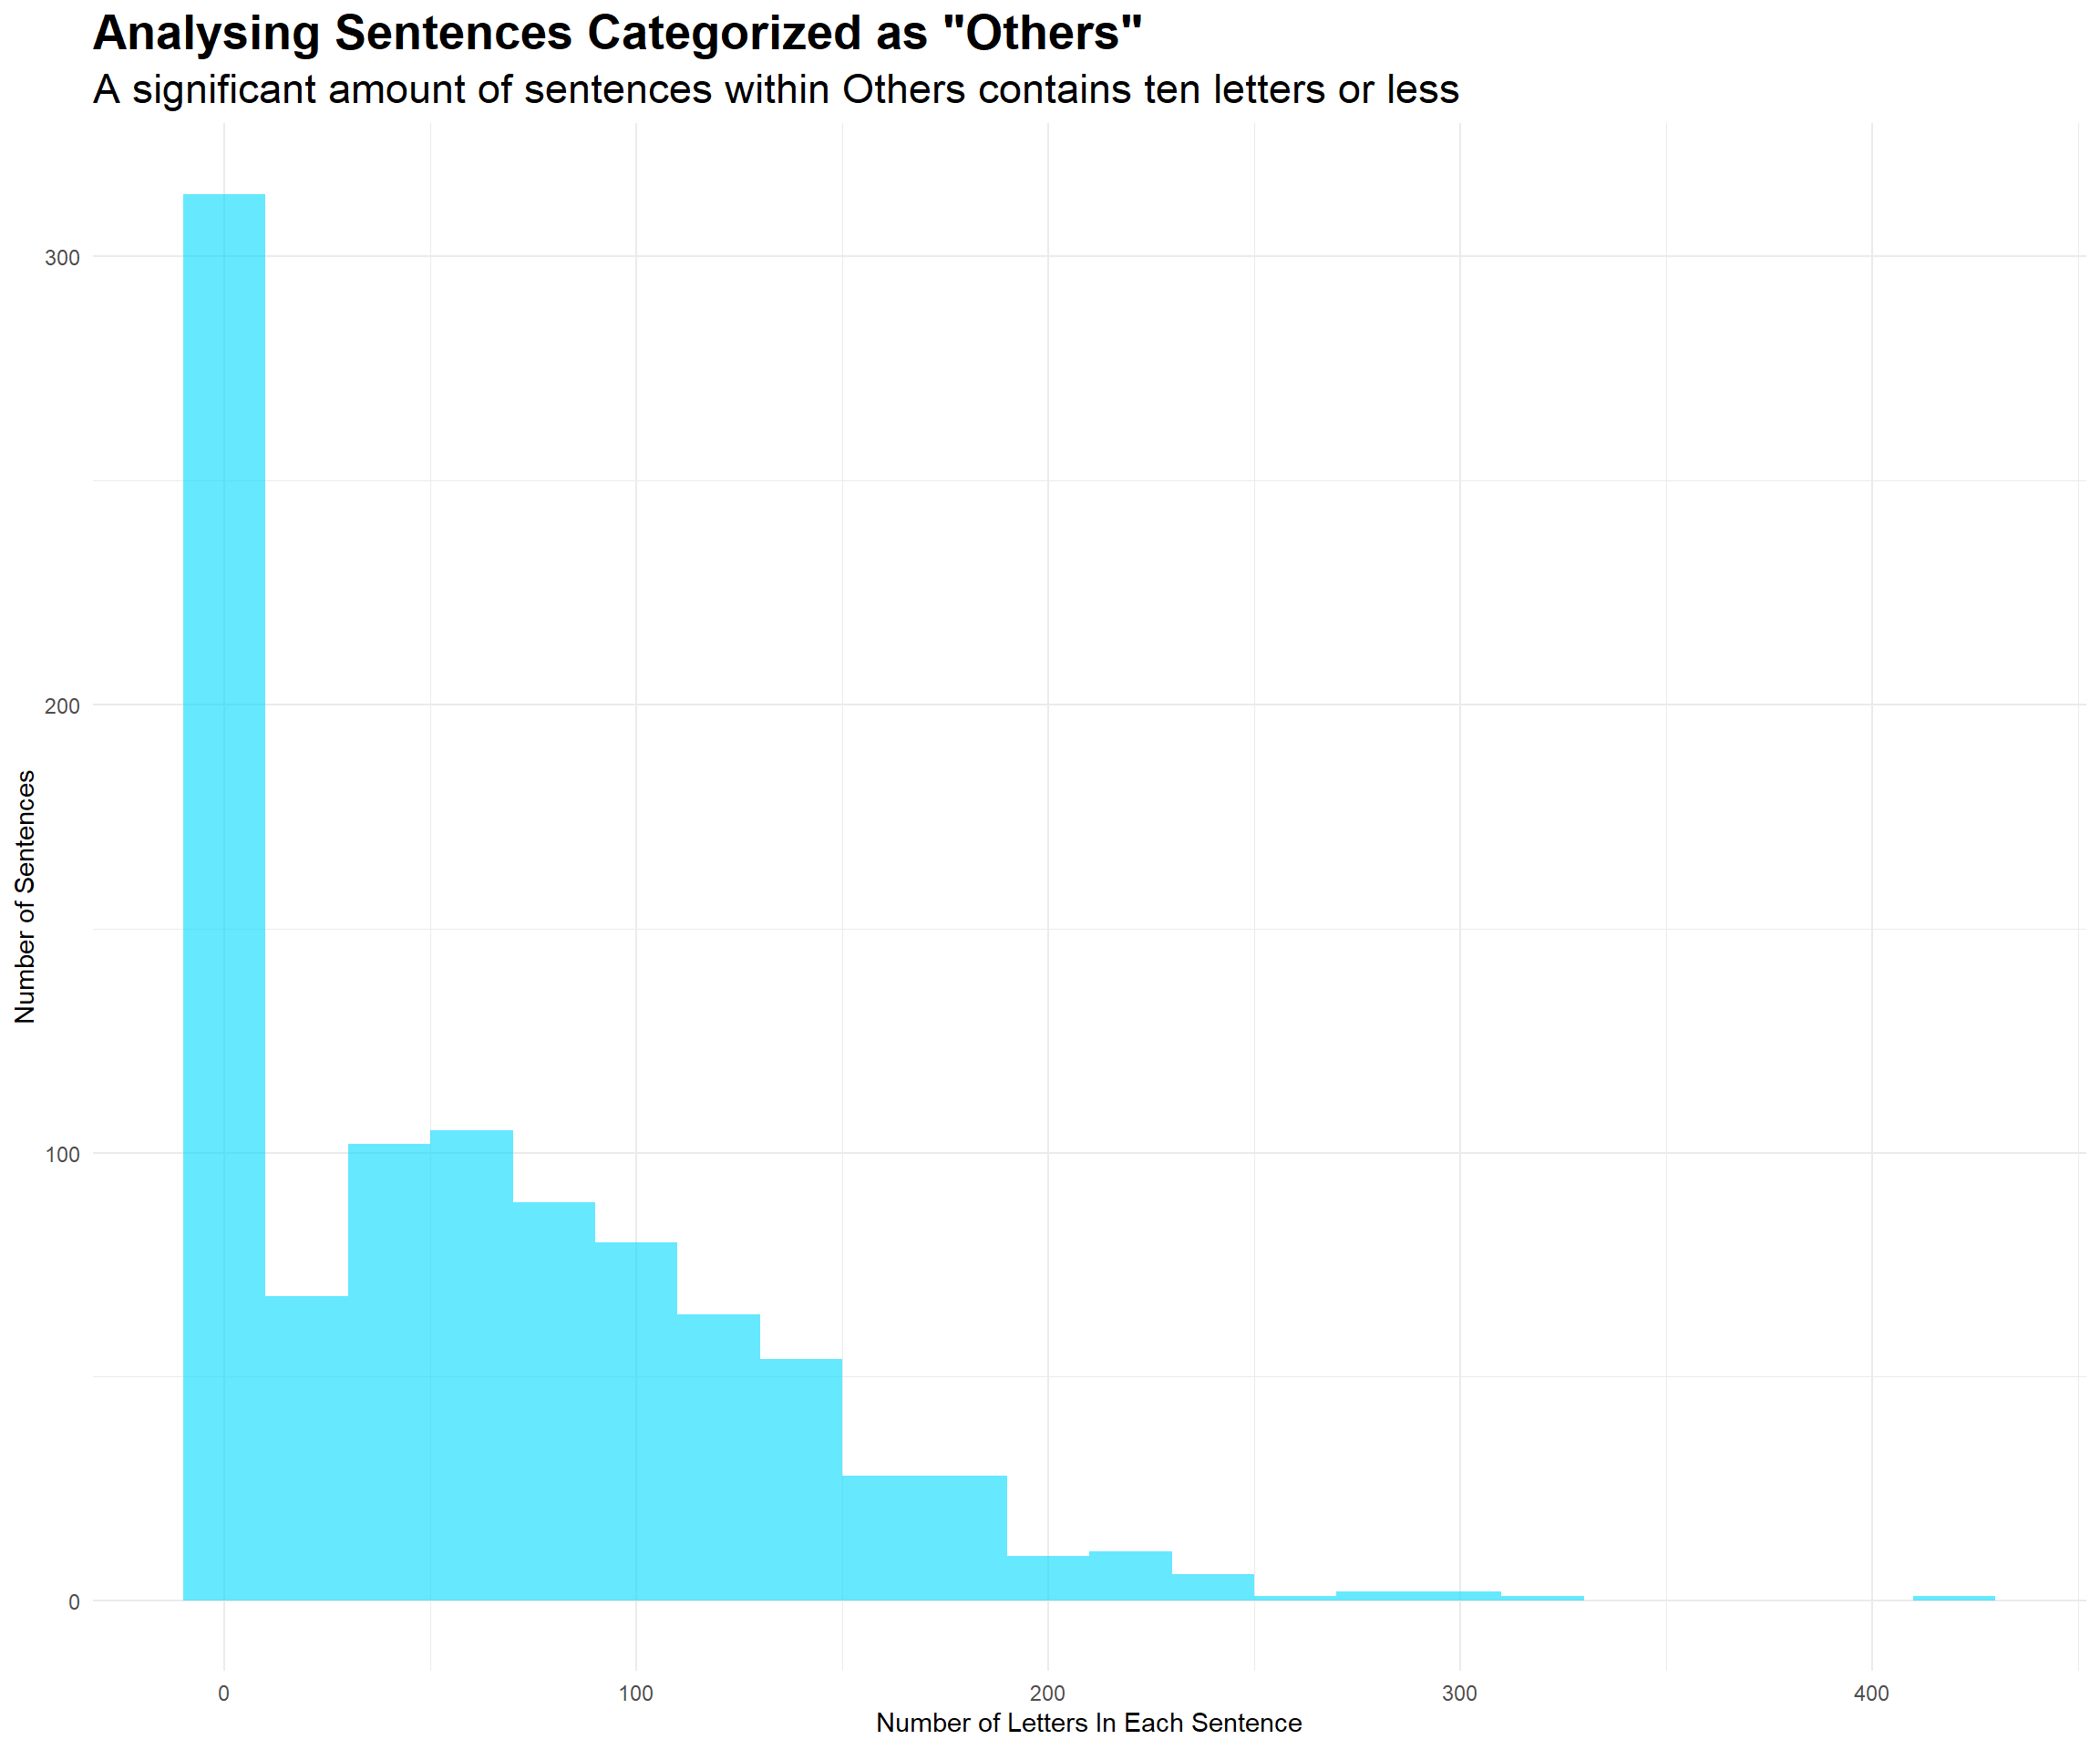 Analysing Sentences Categorized as "Others"
A significant amount of sentences within Others contains ten letters or less
300
200
100
0
Number of Sentences
0 100 200 300 400
Number of Letters In Each Sentence